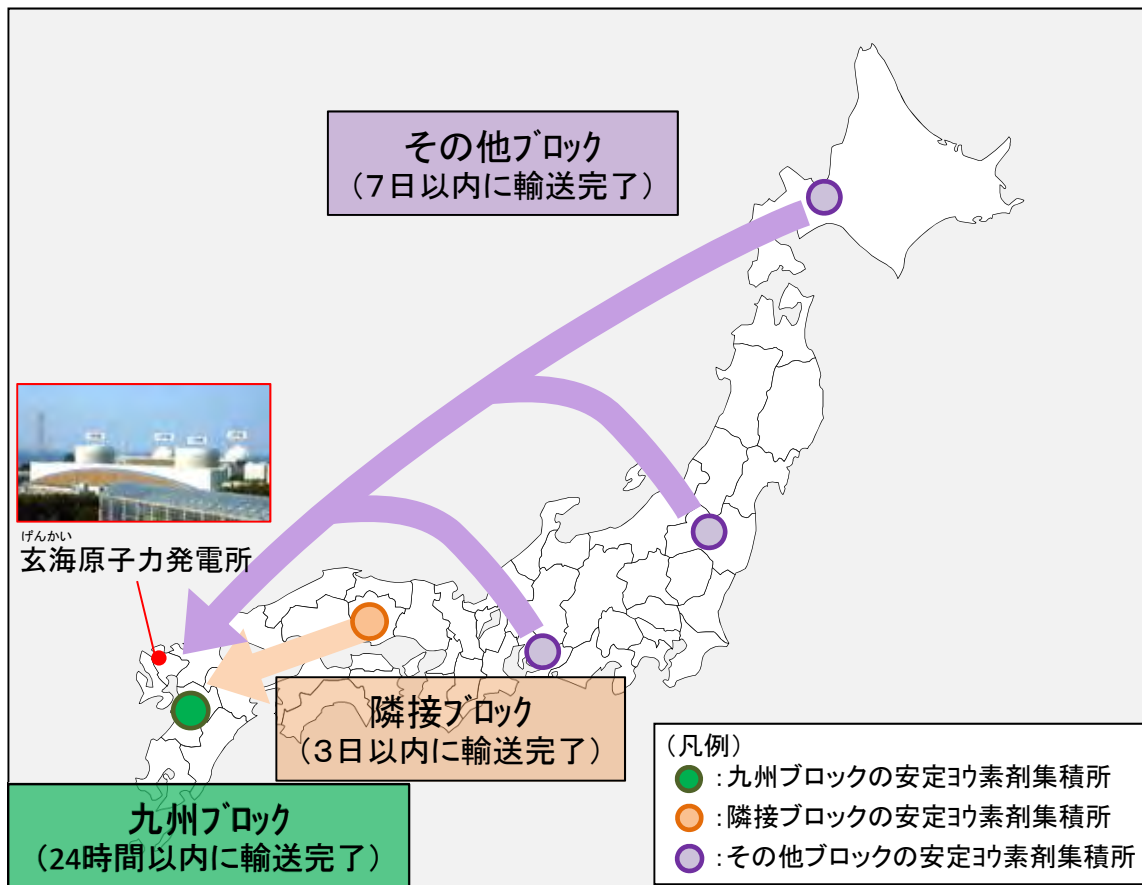 その他ブロック
（７日以内に輸送完了）
げんかい
玄海原子力発電所
隣接ブロック
（３日以内に輸送完了）
九州ブロック
（24時間以内に輸送完了）
（凡例）
：九州ブロックの安定ヨウ素剤集積所
：隣接ブロックの安定ヨウ素剤集積所
：その他ブロックの安定ヨウ素剤集積所